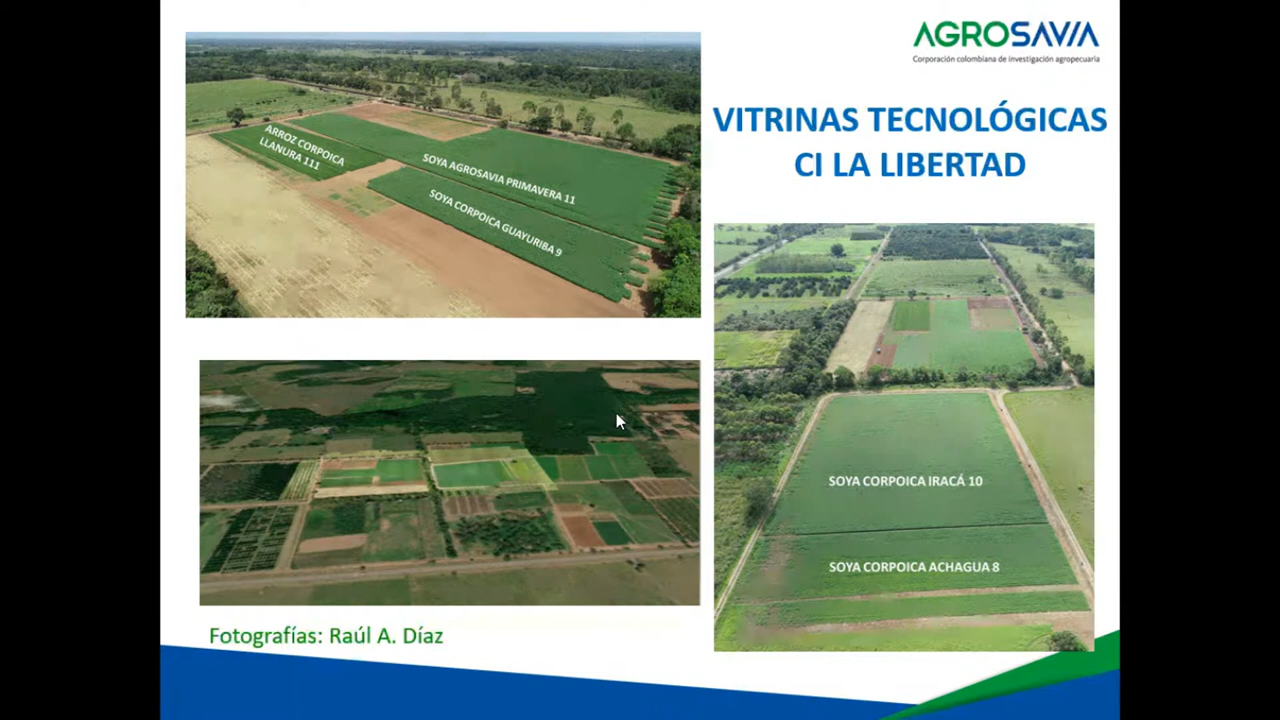 AGROSAVIA
Corporación colombiana de investigación agropecuaria
VITRINAS TECNOLÓGICAS
CI LA LIBERTAD
ARROZ CORPOICA
LLANURA 111
SOYA AGROSAVIA PRIMAVERA 11
SOYA CORPOICA GUAYURIBA 9
SOYA CORPOICA IRACÁ 10
SOYA CORPOICA ACHAGUA 8
Fotografías: Raúl A. Díaz